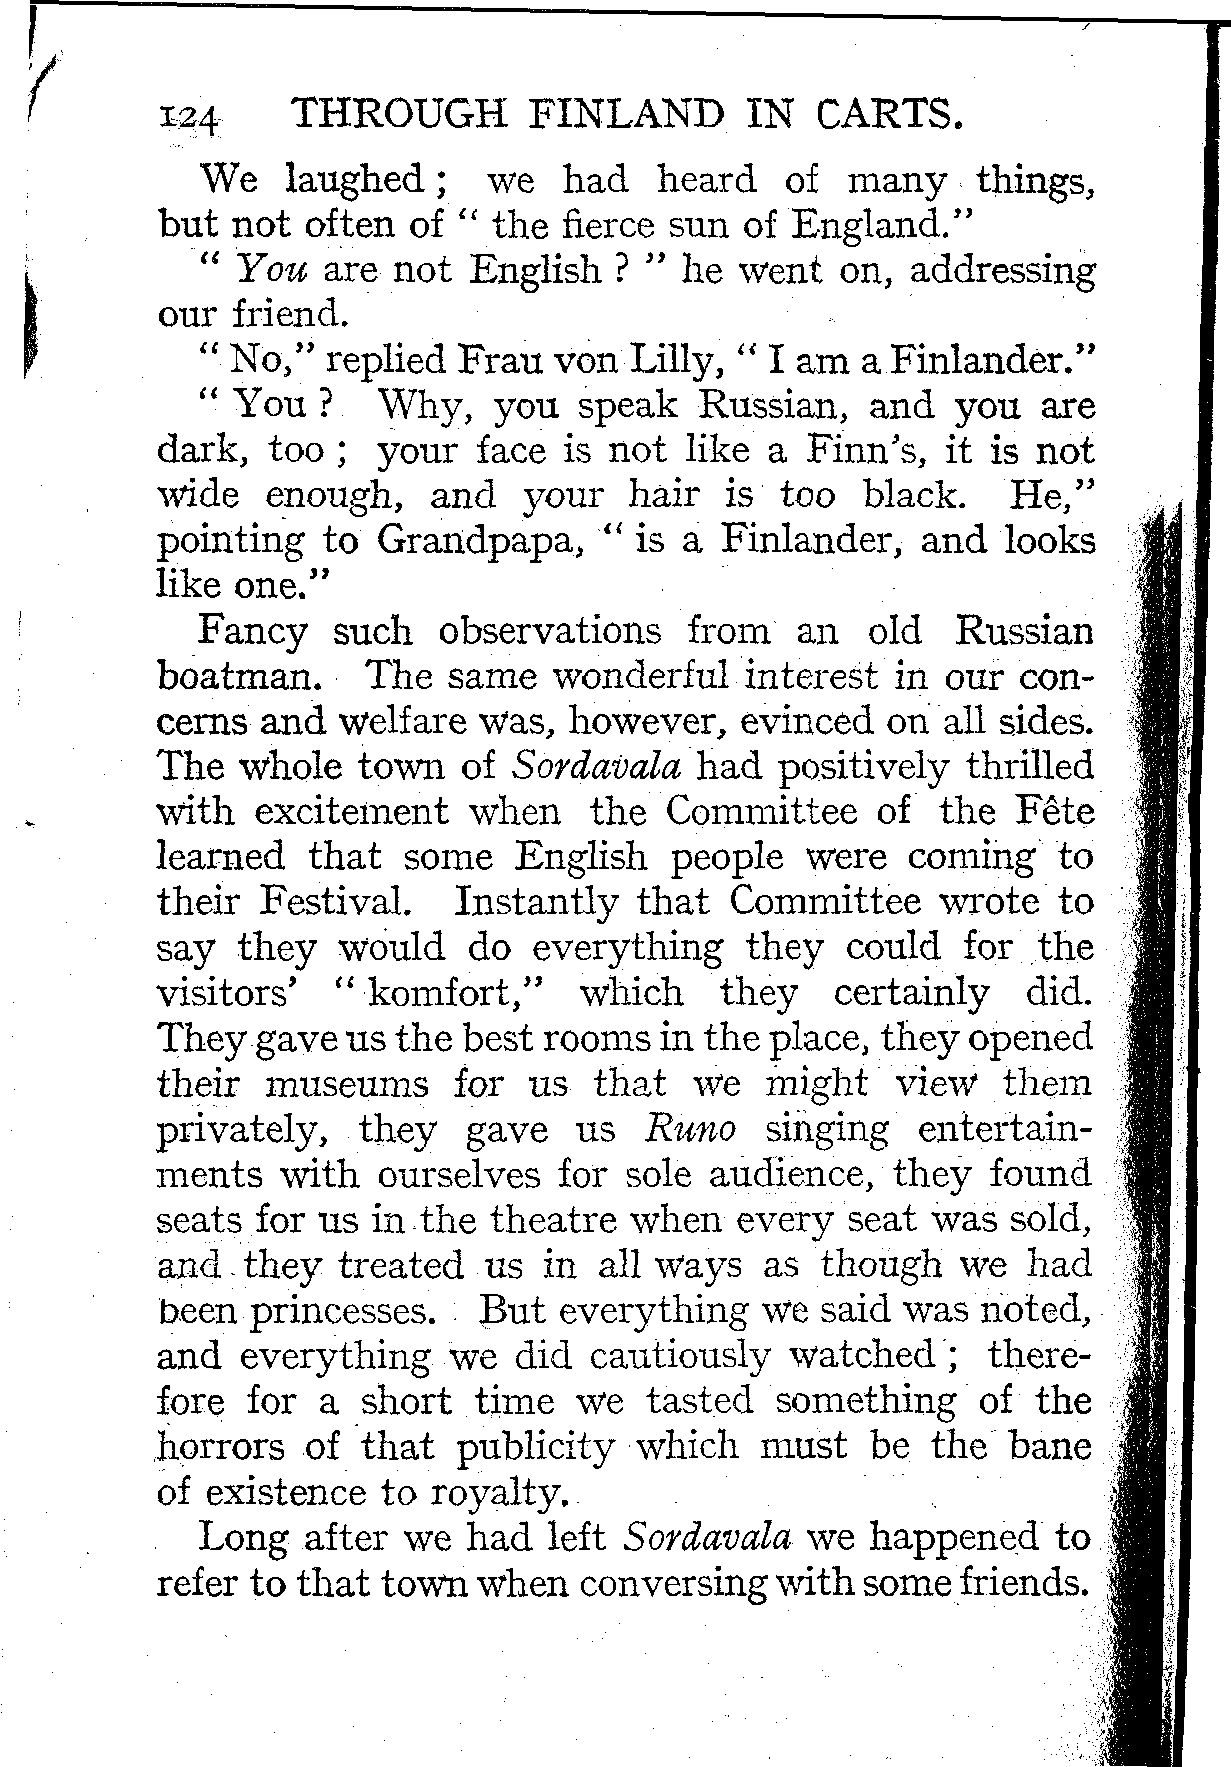 124 THROUGH FINLAND IN CARTS.
We laughed ; we had heard of many things,
but not often of “ the fierce sun of England.”
“ You are not English ? ” he went on, addressing
our friend.
“ No,” replied Frau von Lilly, “ I am a Finlander.”
“ You ? Why, you speak Russian, and you are
dark, too ; your face is not like a Finn’s, it is not
wide enough, and your hair is too black. He,”
pointing to Grandpapa, “ is a Finlander, and looks
like one.”
Fancy such observations from an old Russian
boatman. The same wonderful interest in our con-
cerns and welfare was, however, evinced on all sides.
The whole town of Sordavala had positively thrilled
with excitement when the Committee of the Fête
learned that some English people were coming to
their Festival. Instantly that Committee wrote to
say they would do everything they could for the
visitors’ “ komfort,” which they certainly did.
They gave us the best rooms in the place, they opened
their museums for us that we might view them
privately, they gave us Runo singing entertain-
ments with ourselves for sole audience, they found
seats for us in the theatre when every seat was sold,
and they treated us in all ways as though we had
been princesses. But everything we said was noted,
and everything we did cautiously watched ; there-
fore for a short time we tasted something of the
horrors of that publicity which must be the bane
of existence to royalty.
Long after we had left Sordavala we happened to
refer to that town when conversing with some friends.